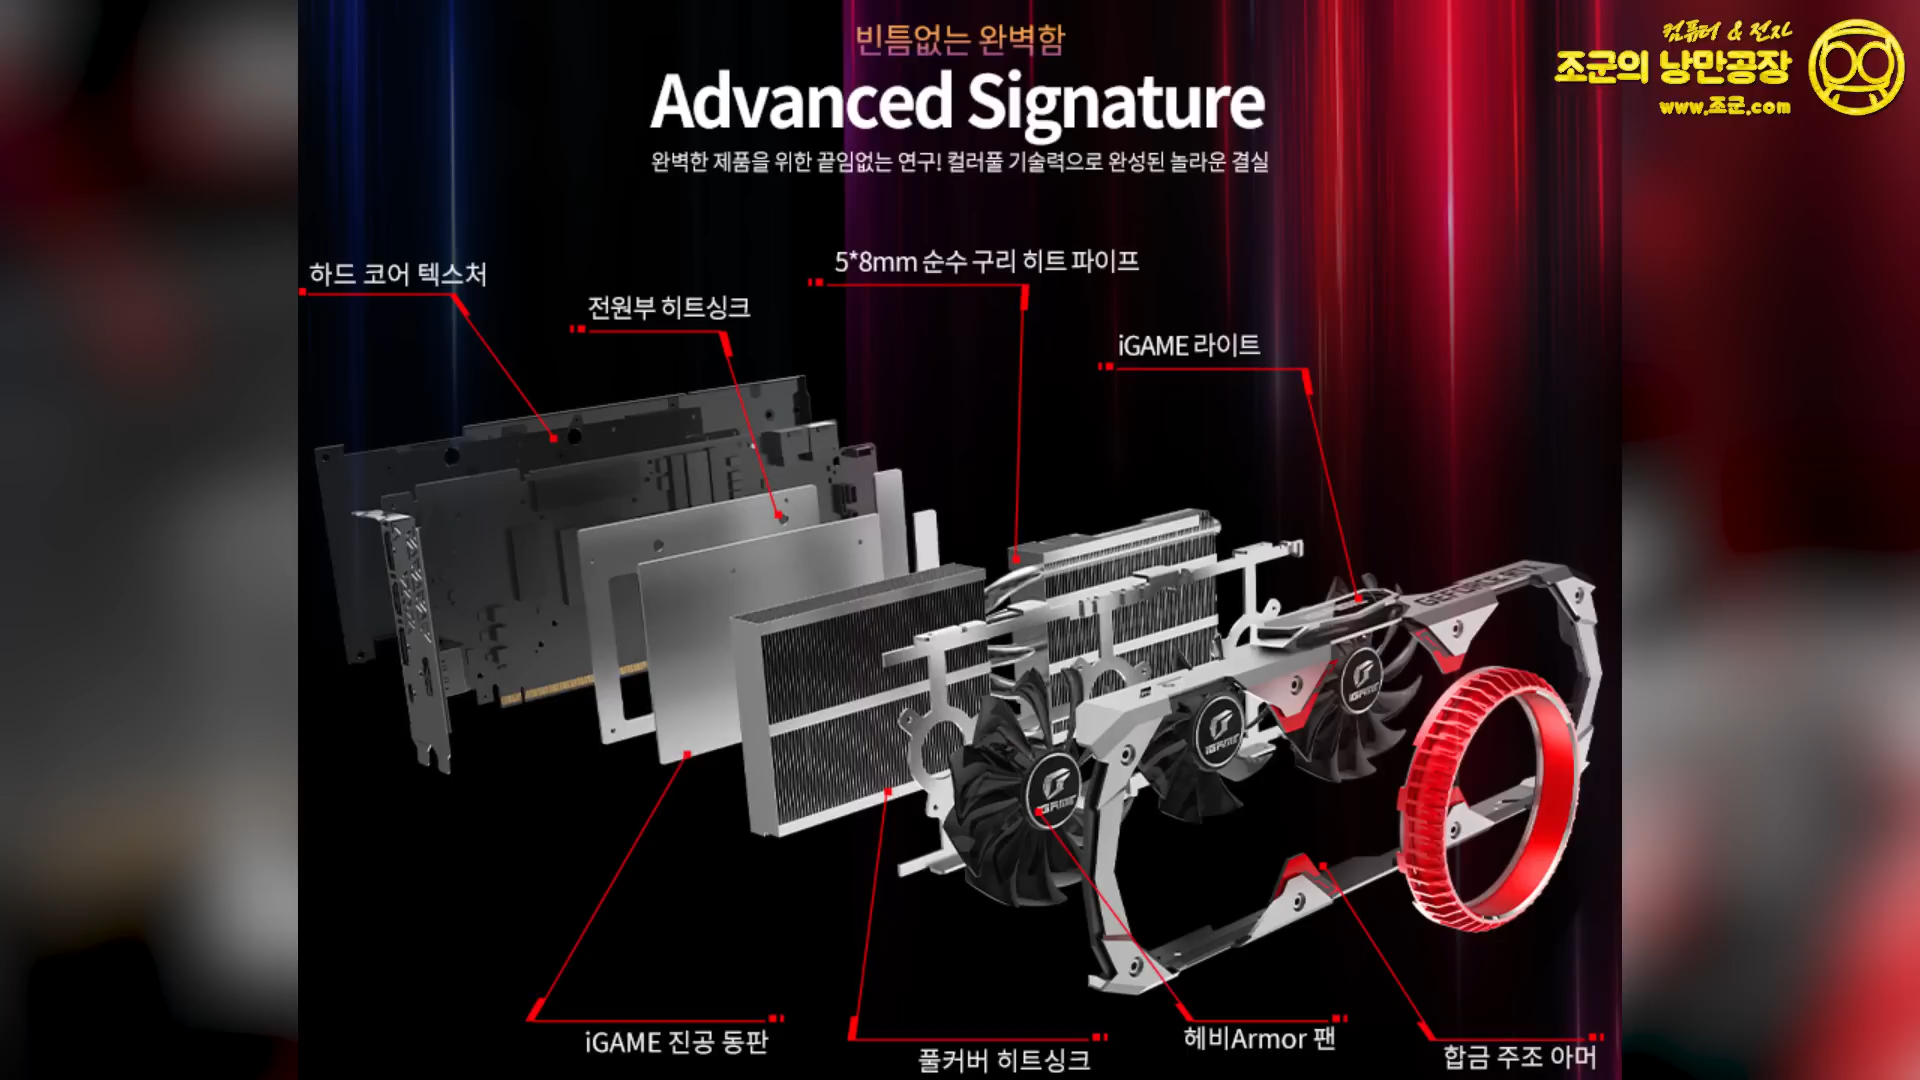 빈틈없는 완벽함
Advanced Signature
완벽한 제품을 위한 끝임없는 연구! 컬러풀 기술력으로 완성된 놀라운 결실
컴퓨터 & 전자
조군의 낭만공장
www.조군.com
하드 코어 텍스처
전원부 히트싱크
5*8mm 순수 구리 히트 파이프
iGAME 라이트
GEFORCE RTX
iGAME
iGAME
iGAME
iGAME 진공 동판
풀커버 히트싱크
헤비Armor 팬
합금 주조 아머